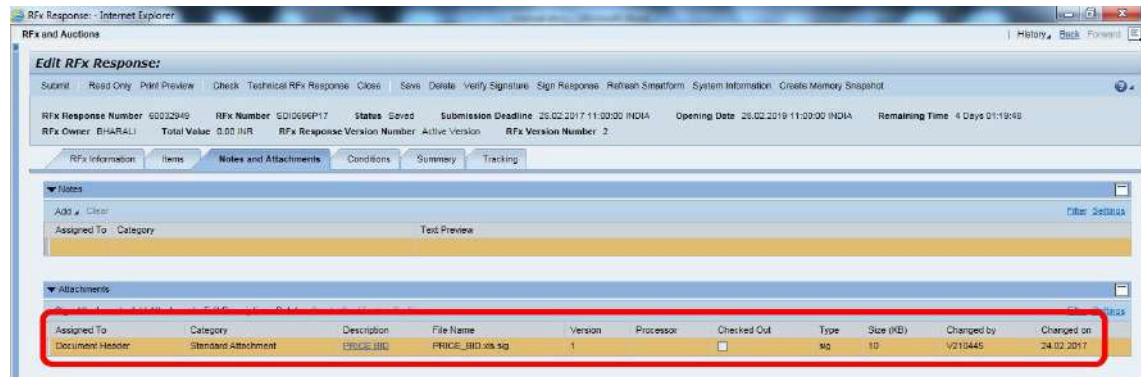 RFx Response: - Internet Explorer
RFx and Auctions
History Back Forward
Edit RFx Response:
Submit Read Only Print Preview Check Technical RFx Response Close Save Delete Verify Signature Sign Response Refresh Smartform System Information Create Memory Snapshot
RFx Response Number 60032949 RFx Number SDI0696P17 Status Saved Submission Deadline 28.02.2017 11:00:00 INDIA Opening Date 28.02.2019 11:00:00 INDIA Remaining Time 4 Days 01:19:48
RFx Owner BHARALI Total Value 0.00 INR RFx Response Version Number Active Version RFx Version Number 2
RFx Information Items Notes and Attachments Conditions Summary Tracking
Notes
Add Clear Filter Settings
Assigned To Category Text Preview
Attachments
Assigned To Category Description File Name Version Processor Checked Out Type Size (KB) Changed by Changed on
Document Header Standard Attachment PRICE BID PRICE_BID.xls.sig 1 sig 10 V210445 24.02.2017